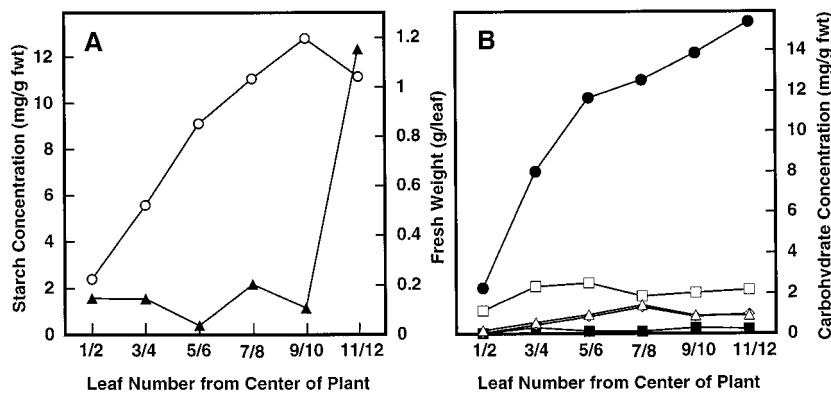 A
B
12
10
8
6
4
2
0
Starch Concentration (mg/g fwt)
1.2
1
0.8
0.6
0.4
0.2
0
Fresh Weight (g/leaf)
14
12
10
8
6
4
2
0
Carbohydrate Concentration (mg/g fwt)
1/2 3/4 5/6 7/8 9/10 11/12
1/2 3/4 5/6 7/8 9/10 11/12
Leaf Number from Center of Plant
Leaf Number from Center of Plant